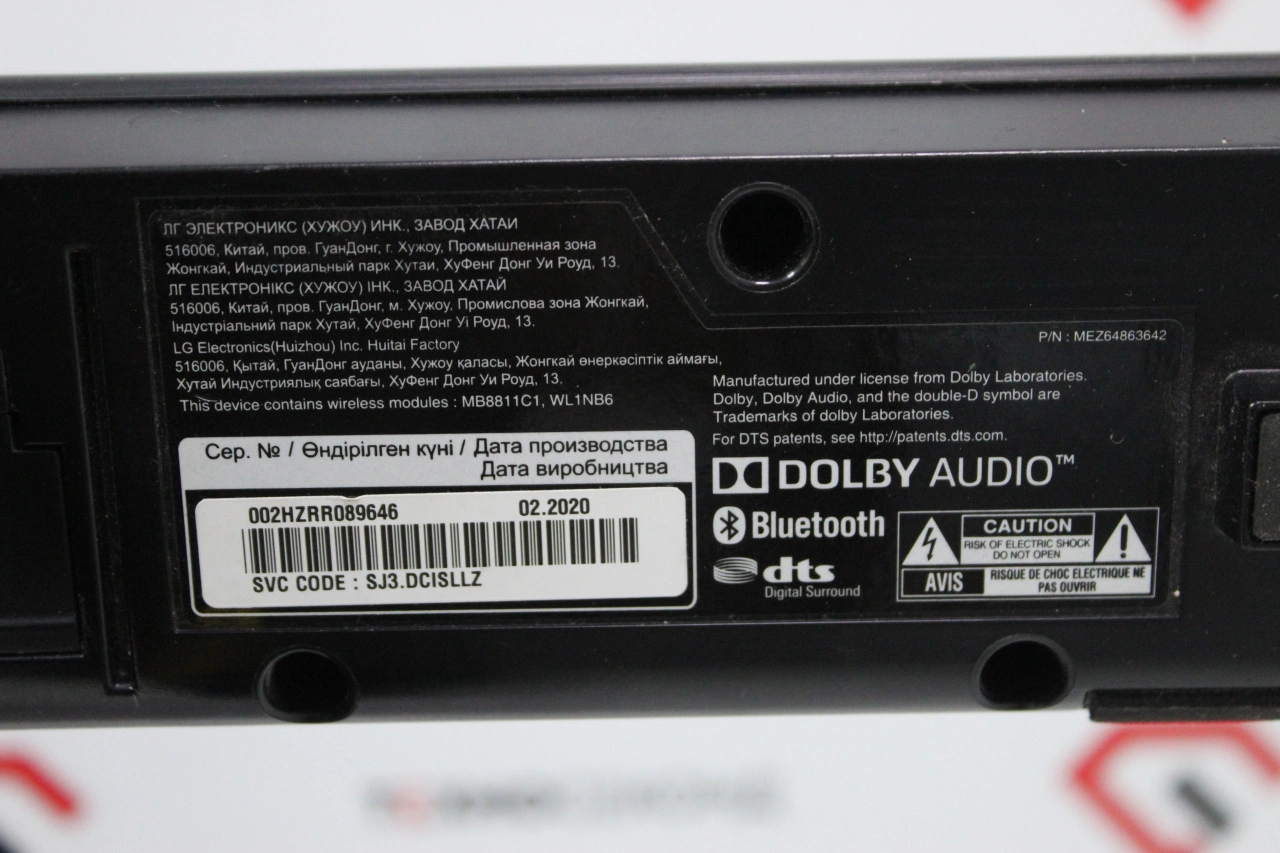 ЛГ ЭЛЕКТРОНИКС (ХУЖОУ) ИНК., ЗАВОД ХАТАИ
516006, Китай, пров. ГуанДонг, г. Хужоу, Промышленная зона
Жонгкай, Индустриальный парк Хутаи, ХуФенг Донг Уи Роуд, 13.
ЛГ ЕЛЕКТРОНІКС (ХУЖОУ) ІНК., ЗАВОД ХАТАЙ
516006, Китай, пров. ГуанДонг, м. Хужоу, Промислова зона Жонгкай,
Індустріальний парк Хутай, ХуФенг Донг Уі Роуд, 13.
LG Electronics(Huizhou) Inc. Huitai Factory
516006, Қытай, ГуанДонг ауданы, Хужоу қаласы, Жонгкай өнеркәсіптік аймағы,
Хутай Индустриялық саябағы, ХуФенг Донг Уи Роуд, 13.
This device contains wireless modules : MB8811C1, WL1NB6
Сер. № / Өндірілген күні / Дата производства
Дата виробництва
002HZRR089646 02.2020
SVC CODE : SJ3.DCISLLZ
P/N : MEZ64863642
Manufactured under license from Dolby Laboratories.
Dolby, Dolby Audio, and the double-D symbol are
Trademarks of dolby Laboratories.
For DTS patents, see http://patents.dts.com.
DOLBY AUDIO™
Bluetooth
dts
Digital Surround
CAUTION
RISK OF ELECTRIC SHOCK
DO NOT OPEN
AVIS
RISQUE DE CHOC ELECTRIQUE NE
PAS OUVRIR